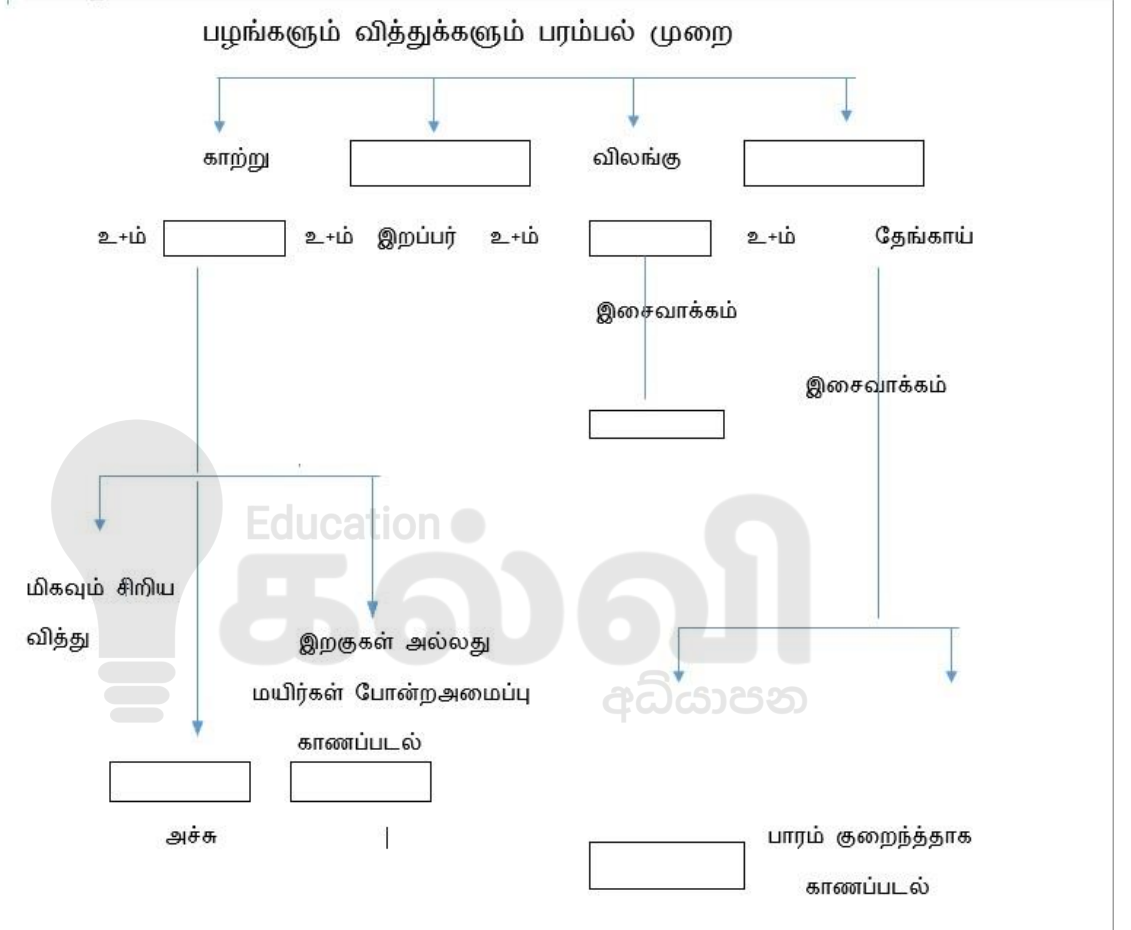 பழங்களும் வித்துக்களும் பரம்பல் முறை
காற்று விலங்கு
உ+ம் உ+ம் இறப்பர் உ+ம் உ+ம் தேங்காய்
இசைவாக்கம்
இசைவாக்கம்
Education
கல்வி
අධ්‍යාපන
மிகவும் சிறிய
வித்து
இறகுகள் அல்லது
மயிர்கள் போன்றஅமைப்பு
காணப்படல்
அச்சு
பாரம் குறைந்த்தாக
காணப்படல்